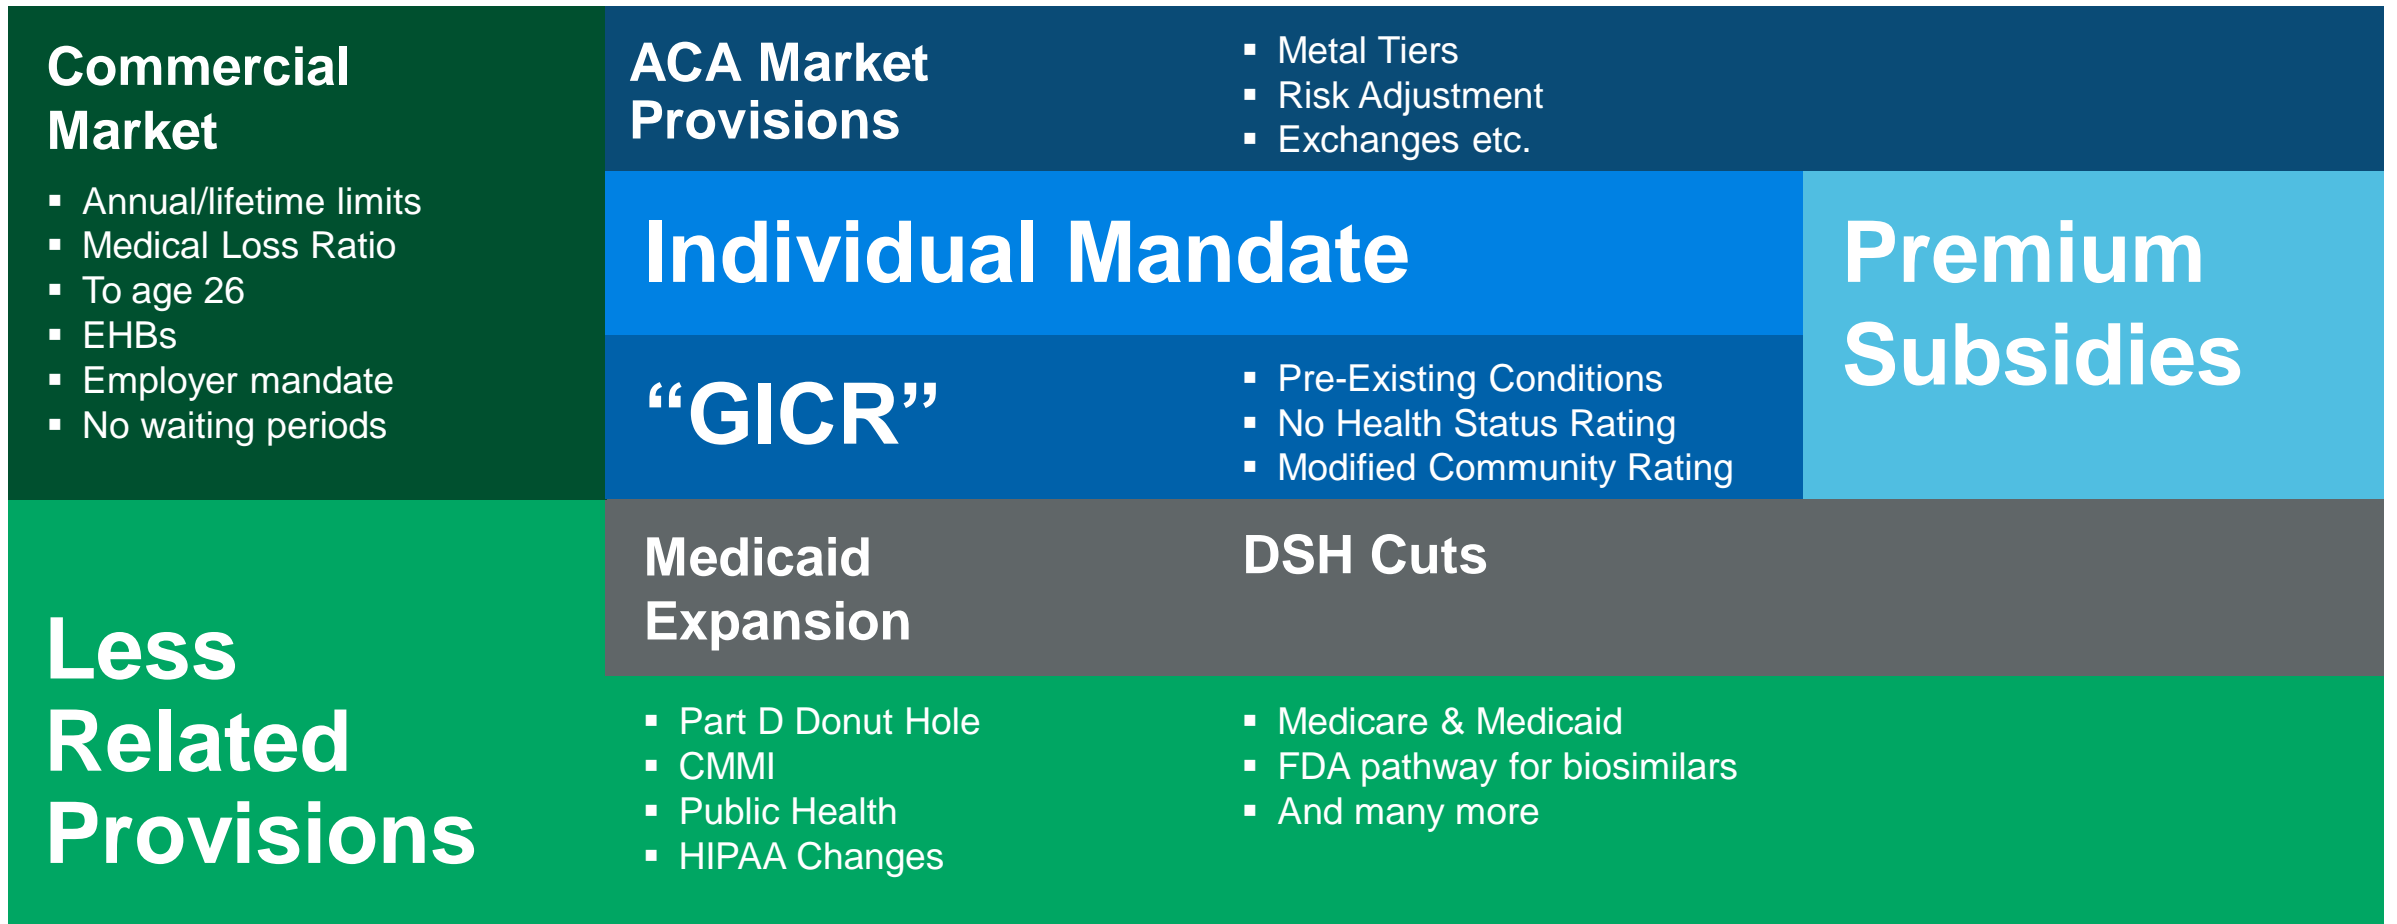 Commercial
Market
▪ Annual/lifetime limits
▪ Medical Loss Ratio
▪ To age 26
▪ EHBs
▪ Employer mandate
▪ No waiting periods
ACA Market
Provisions
▪ Metal Tiers
▪ Risk Adjustment
▪ Exchanges etc.
Individual Mandate
Premium
Subsidies
“GICR”
▪ Pre-Existing Conditions
▪ No Health Status Rating
▪ Modified Community Rating
Medicaid
Expansion
DSH Cuts
Less
Related
Provisions
▪ Part D Donut Hole
▪ CMMI
▪ Public Health
▪ HIPAA Changes
▪ Medicare & Medicaid
▪ FDA pathway for biosimilars
▪ And many more